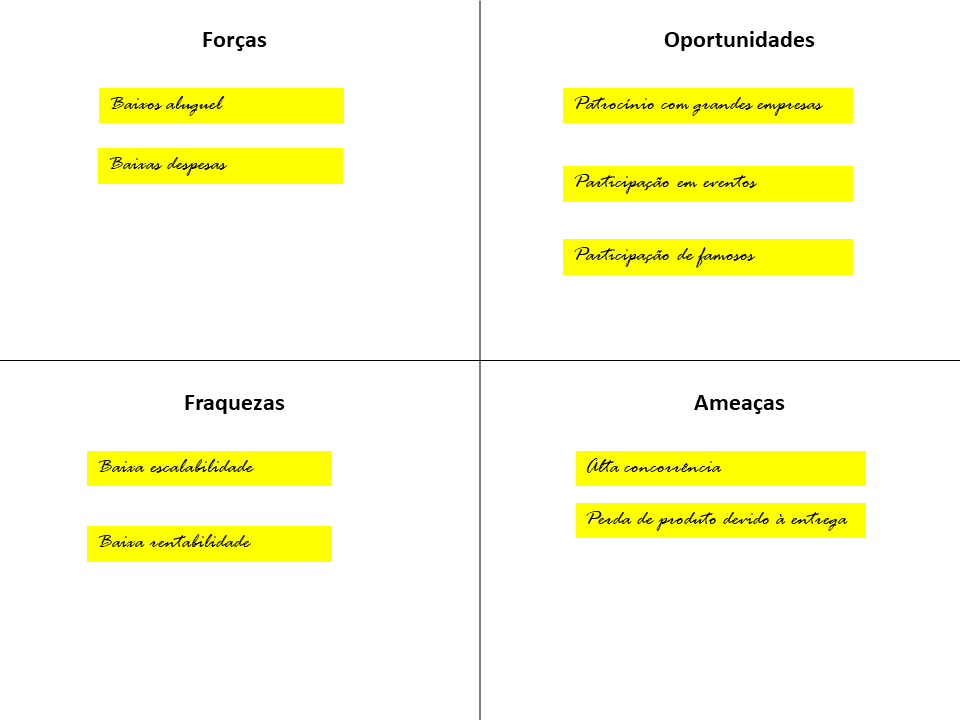 Forças
Baixos aluguel
Baixas despesas
Oportunidades
Patrocínio com grandes empresas
Participação em eventos
Participação de famosos
Fraquezas
Baixa escalabilidade
Baixa rentabilidade
Ameaças
Alta concorrência
Perda de produto devido à entrega